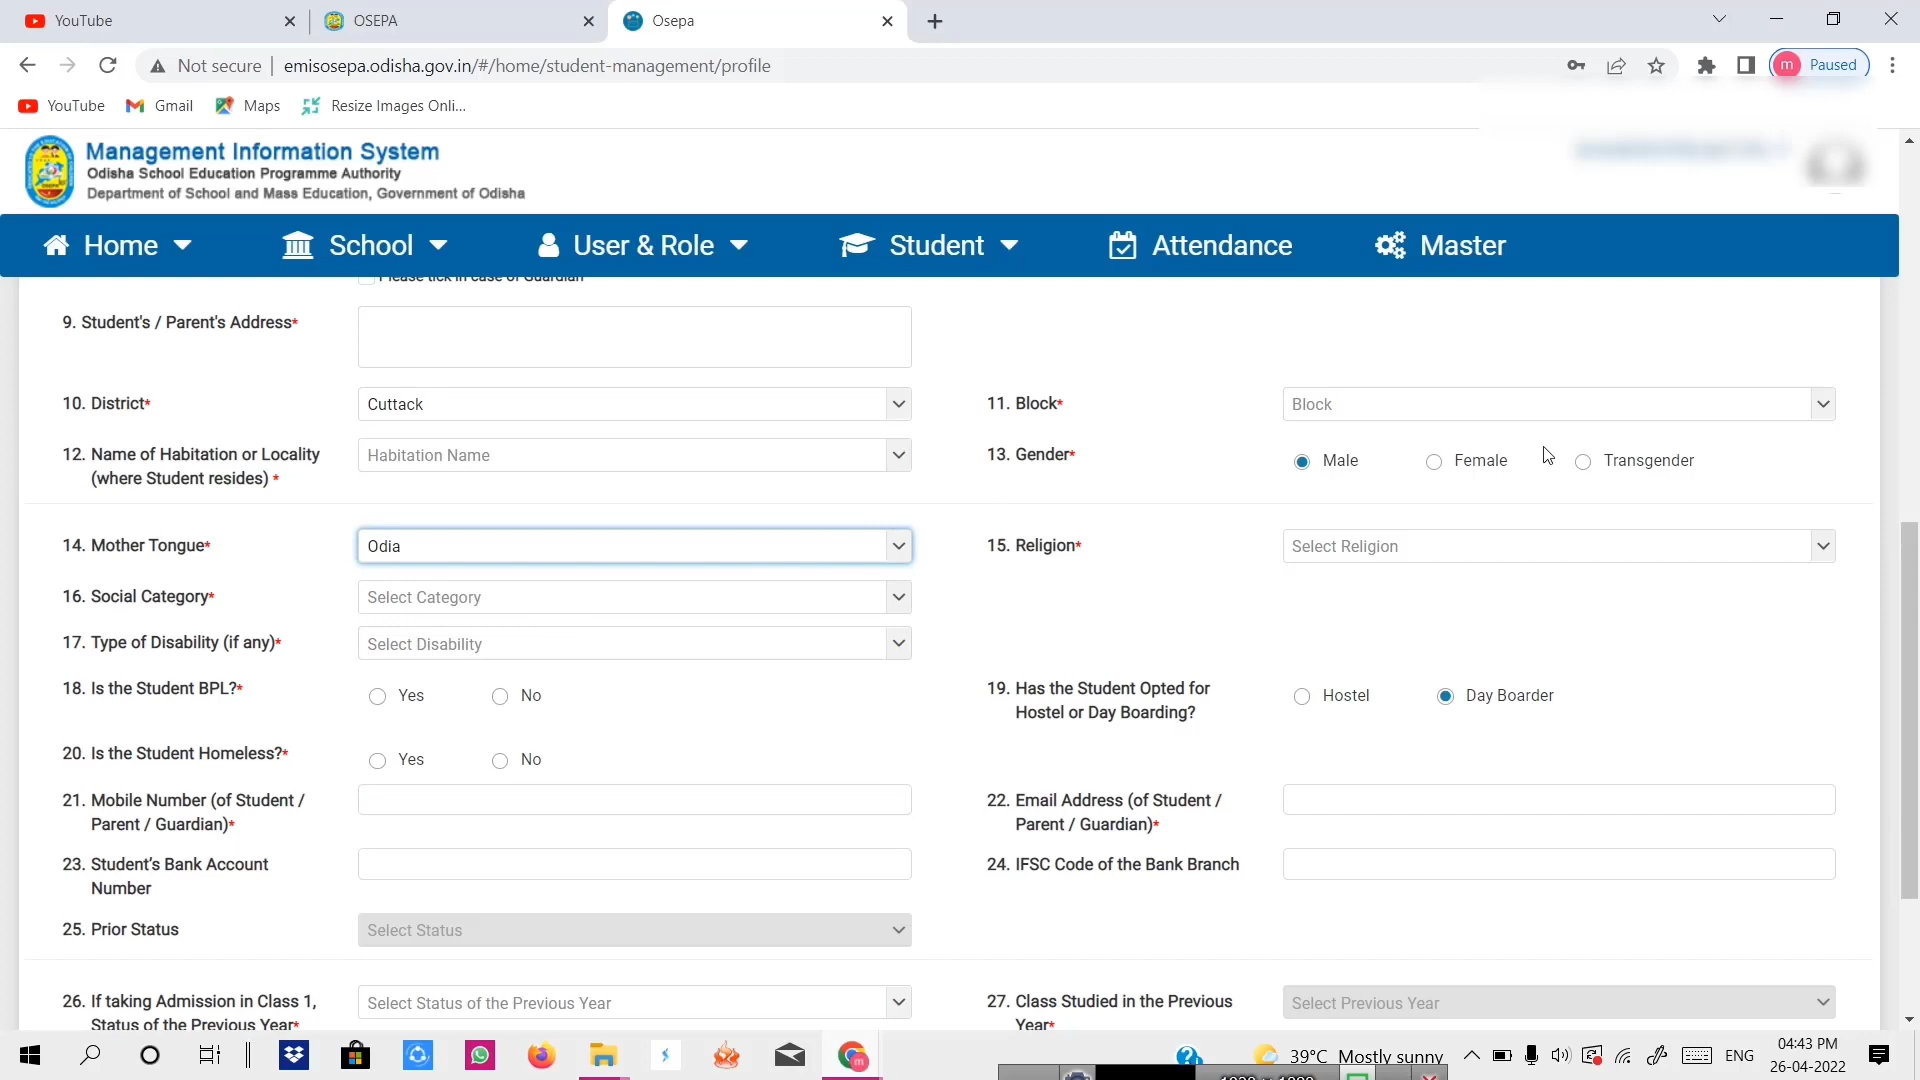 YouTube
OSEPA
Osepa
Not secure
emisosepa.odisha.gov.in/#/home/student-management/profile
m Paused
YouTube
Gmail
Maps
Resize Images Onli...
Management Information System
Odisha School Education Programme Authority
Department of School and Mass Education, Government of Odisha
Home
School
User & Role
Student
Attendance
Master
Please tick in case of Guardian
9. Student's / Parent's Address*
10. District*
Cuttack
11. Block*
Block
12. Name of Habitation or Locality
(where Student resides) *
Habitation Name
13. Gender*
Male
Female
Transgender
14. Mother Tongue*
Odia
15. Religion*
Select Religion
16. Social Category*
Select Category
17. Type of Disability (if any)*
Select Disability
18. Is the Student BPL?*
Yes
No
19. Has the Student Opted for
Hostel or Day Boarding?
Hostel
Day Boarder
20. Is the Student Homeless?*
Yes
No
21. Mobile Number (of Student /
Parent / Guardian)*
22. Email Address (of Student /
Parent / Guardian)*
23. Student's Bank Account
Number
24. IFSC Code of the Bank Branch
25. Prior Status
Select Status
26. If taking Admission in Class 1,
Status of the Previous Year*
Select Status of the Previous Year
27. Class Studied in the Previous
Year*
Select Previous Year
39°C Mostly sunny
ENG
04:43 PM
26-04-2022